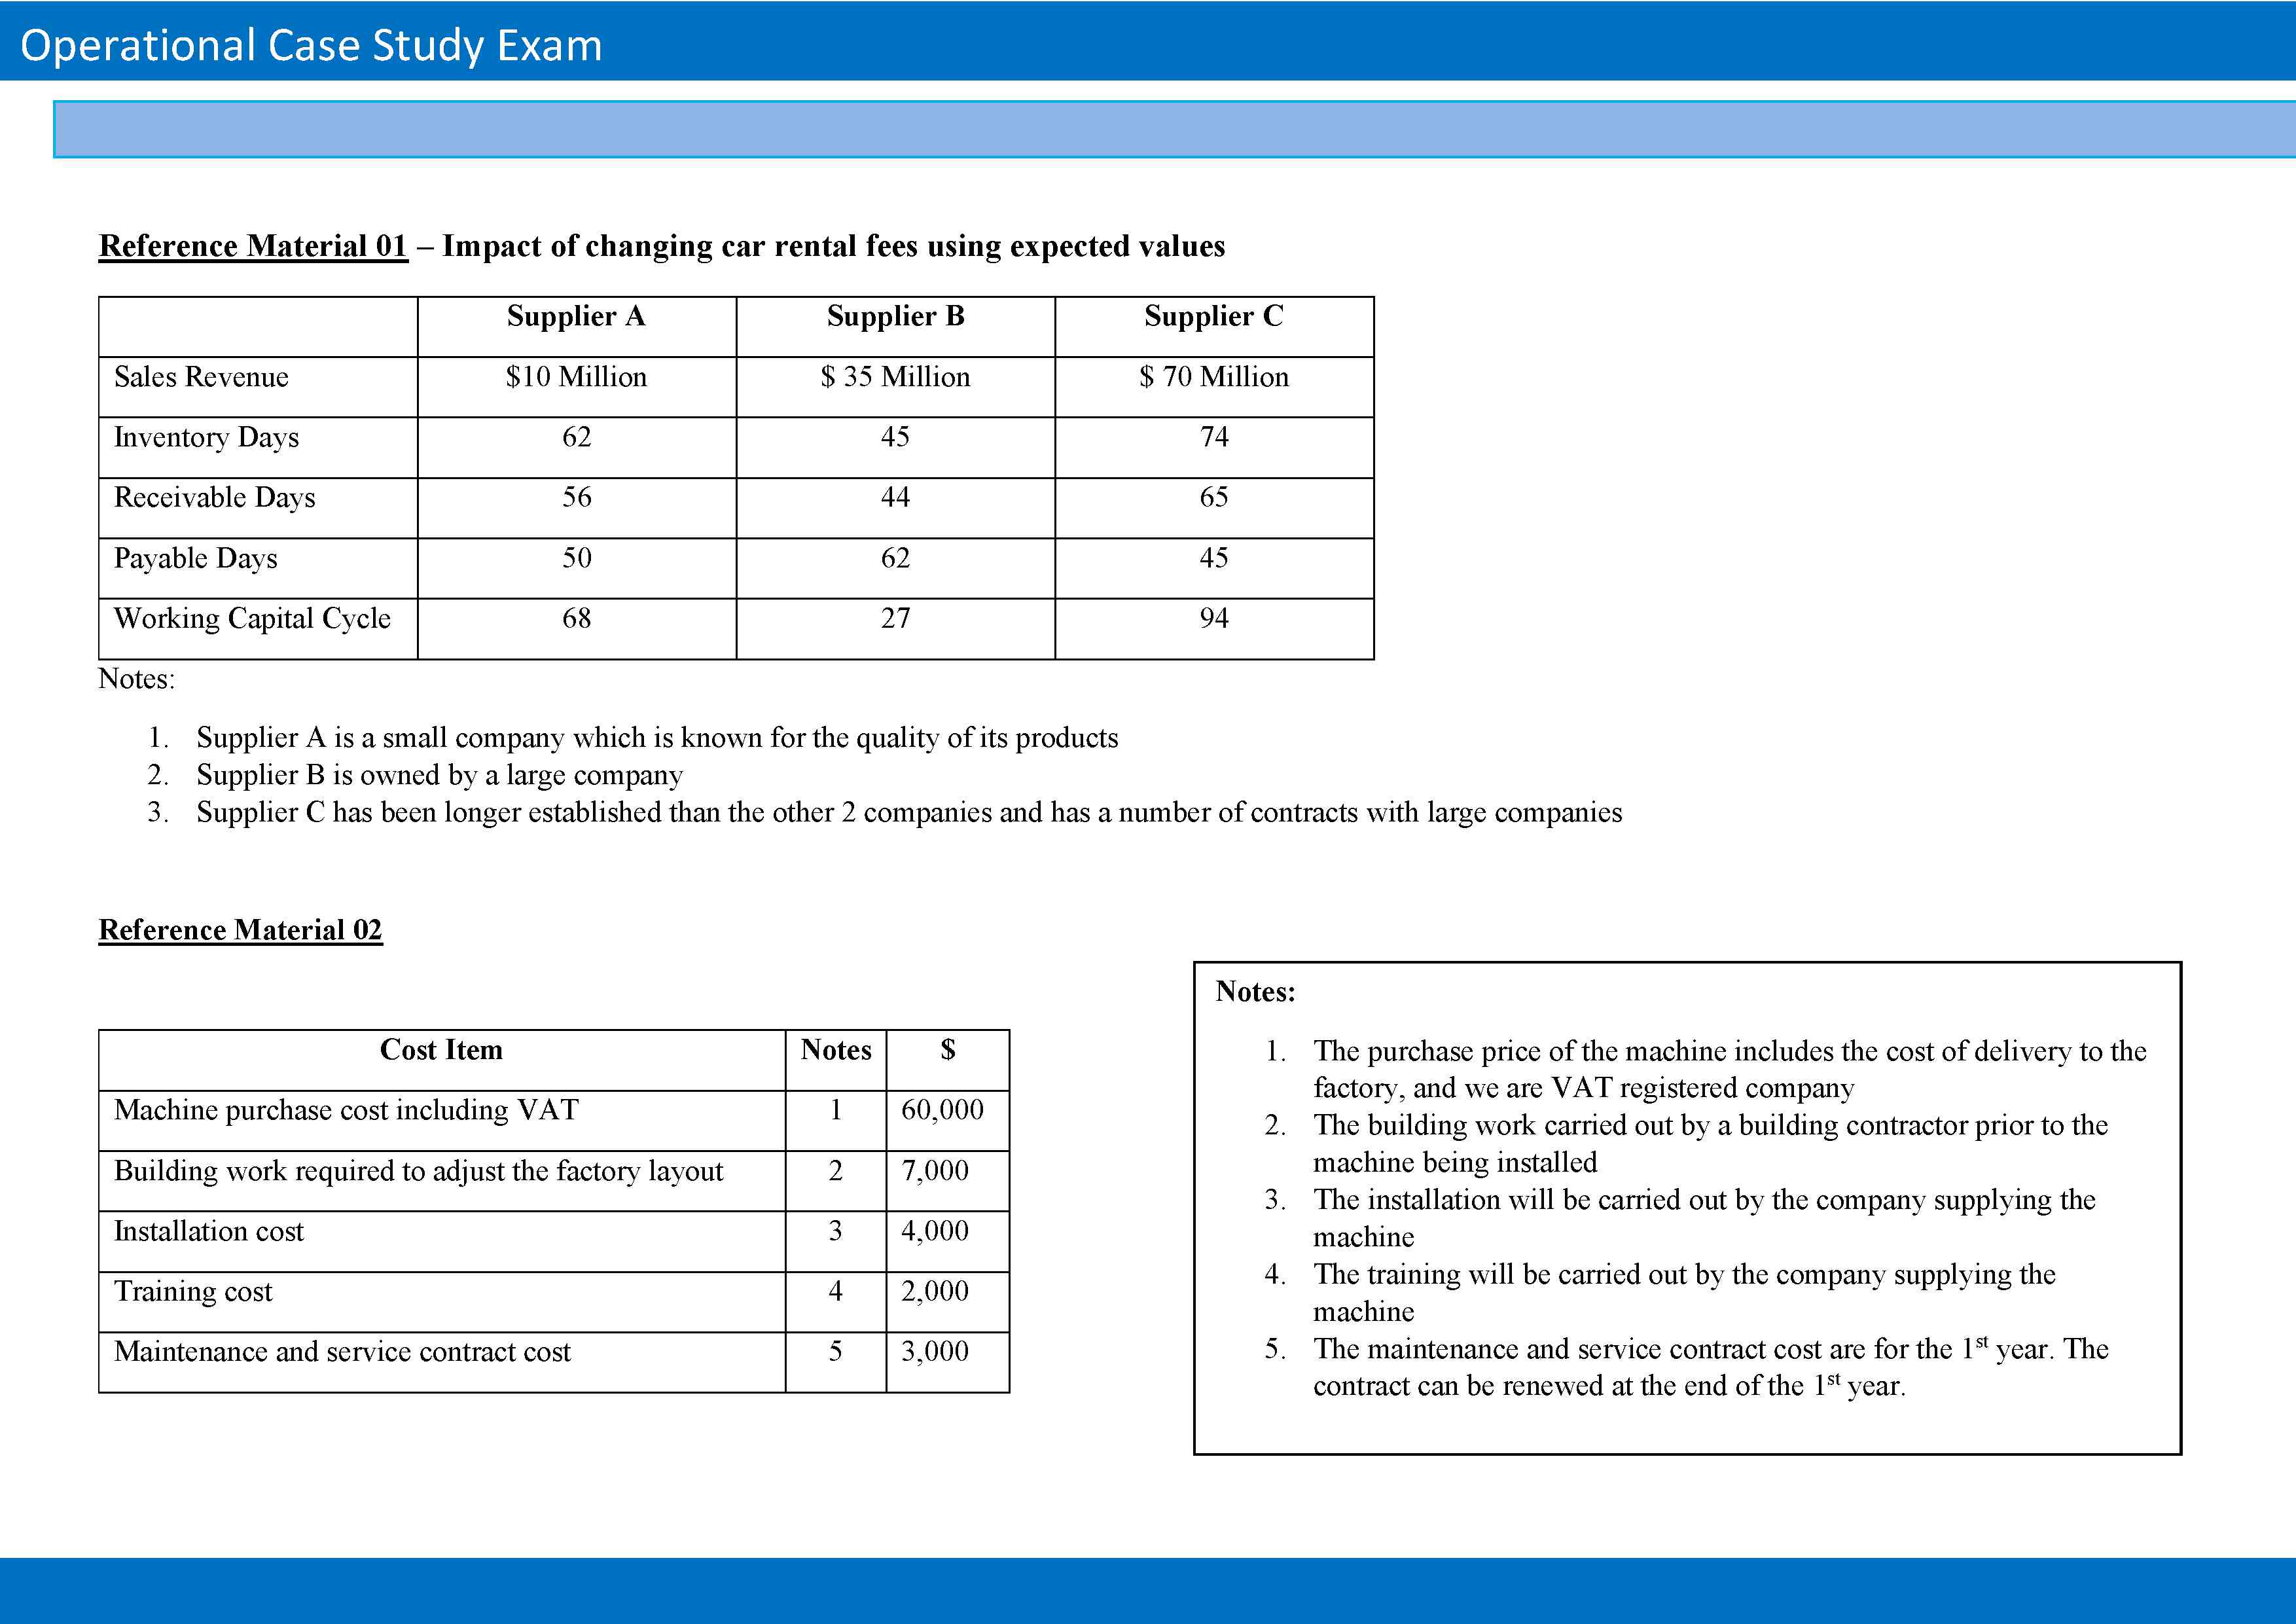 Operational Case Study Exam
Reference Material 01 – Impact of changing car rental fees using expected values
Supplier A Supplier B Supplier C
Sales Revenue $10 Million $ 35 Million $ 70 Million
Inventory Days 62 45 74
Receivable Days 56 44 65
Payable Days 50 62 45
Working Capital Cycle 68 27 94
Notes:
1. Supplier A is a small company which is known for the quality of its products
2. Supplier B is owned by a large company
3. Supplier C has been longer established than the other 2 companies and has a number of contracts with large companies
Reference Material 02
Cost Item Notes $
Machine purchase cost including VAT 1 60,000
Building work required to adjust the factory layout 2 7,000
Installation cost 3 4,000
Training cost 4 2,000
Maintenance and service contract cost 5 3,000
Notes:
1. The purchase price of the machine includes the cost of delivery to the
factory, and we are VAT registered company
2. The building work carried out by a building contractor prior to the
machine being installed
3. The installation will be carried out by the company supplying the
machine
4. The training will be carried out by the company supplying the
machine
5. The maintenance and service contract cost are for the 1st year. The
contract can be renewed at the end of the 1st year.